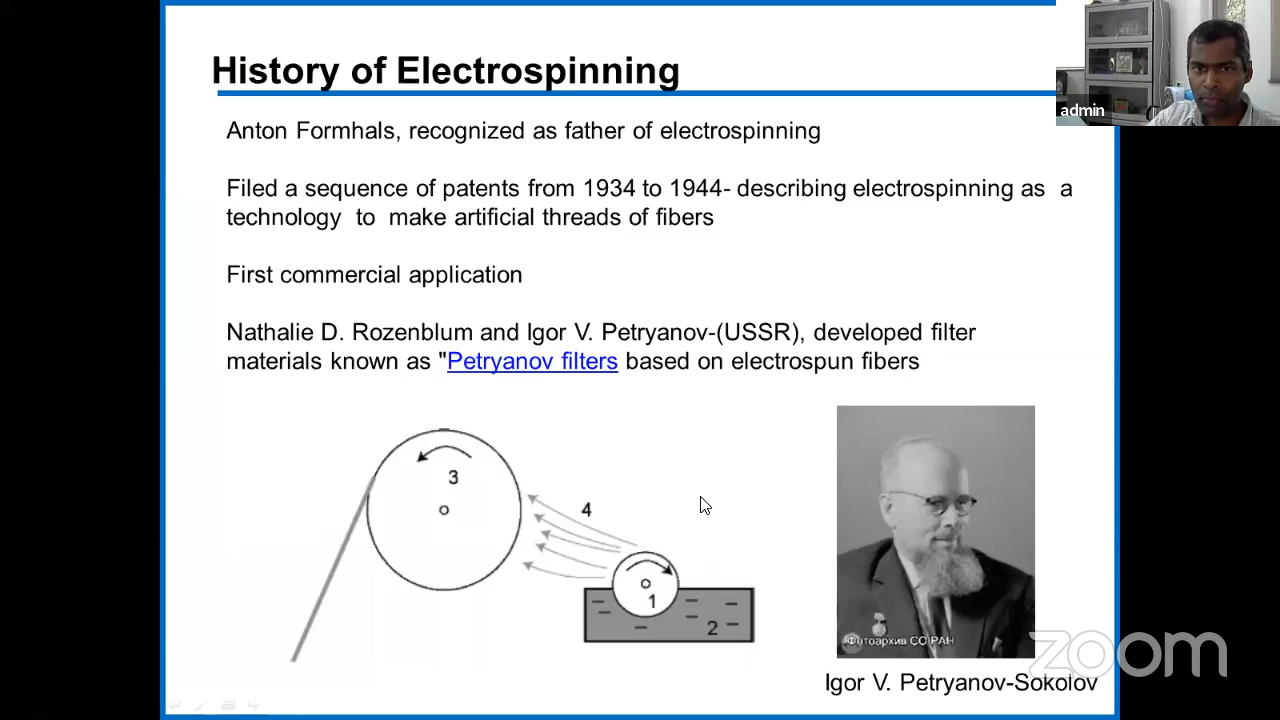 History of Electrospinning
admin
Anton Formhals, recognized as father of electrospinning
Filed a sequence of patents from 1934 to 1944- describing electrospinning as a
technology to make artificial threads of fibers
First commercial application
Nathalie D. Rozenblum and Igor V. Petryanov-(USSR), developed filter
materials known as "Petryanov filters based on electrospun fibers
3
4
1
2
Фотоархив СО РАН
zoom
Igor V. Petryanov-Sokolov